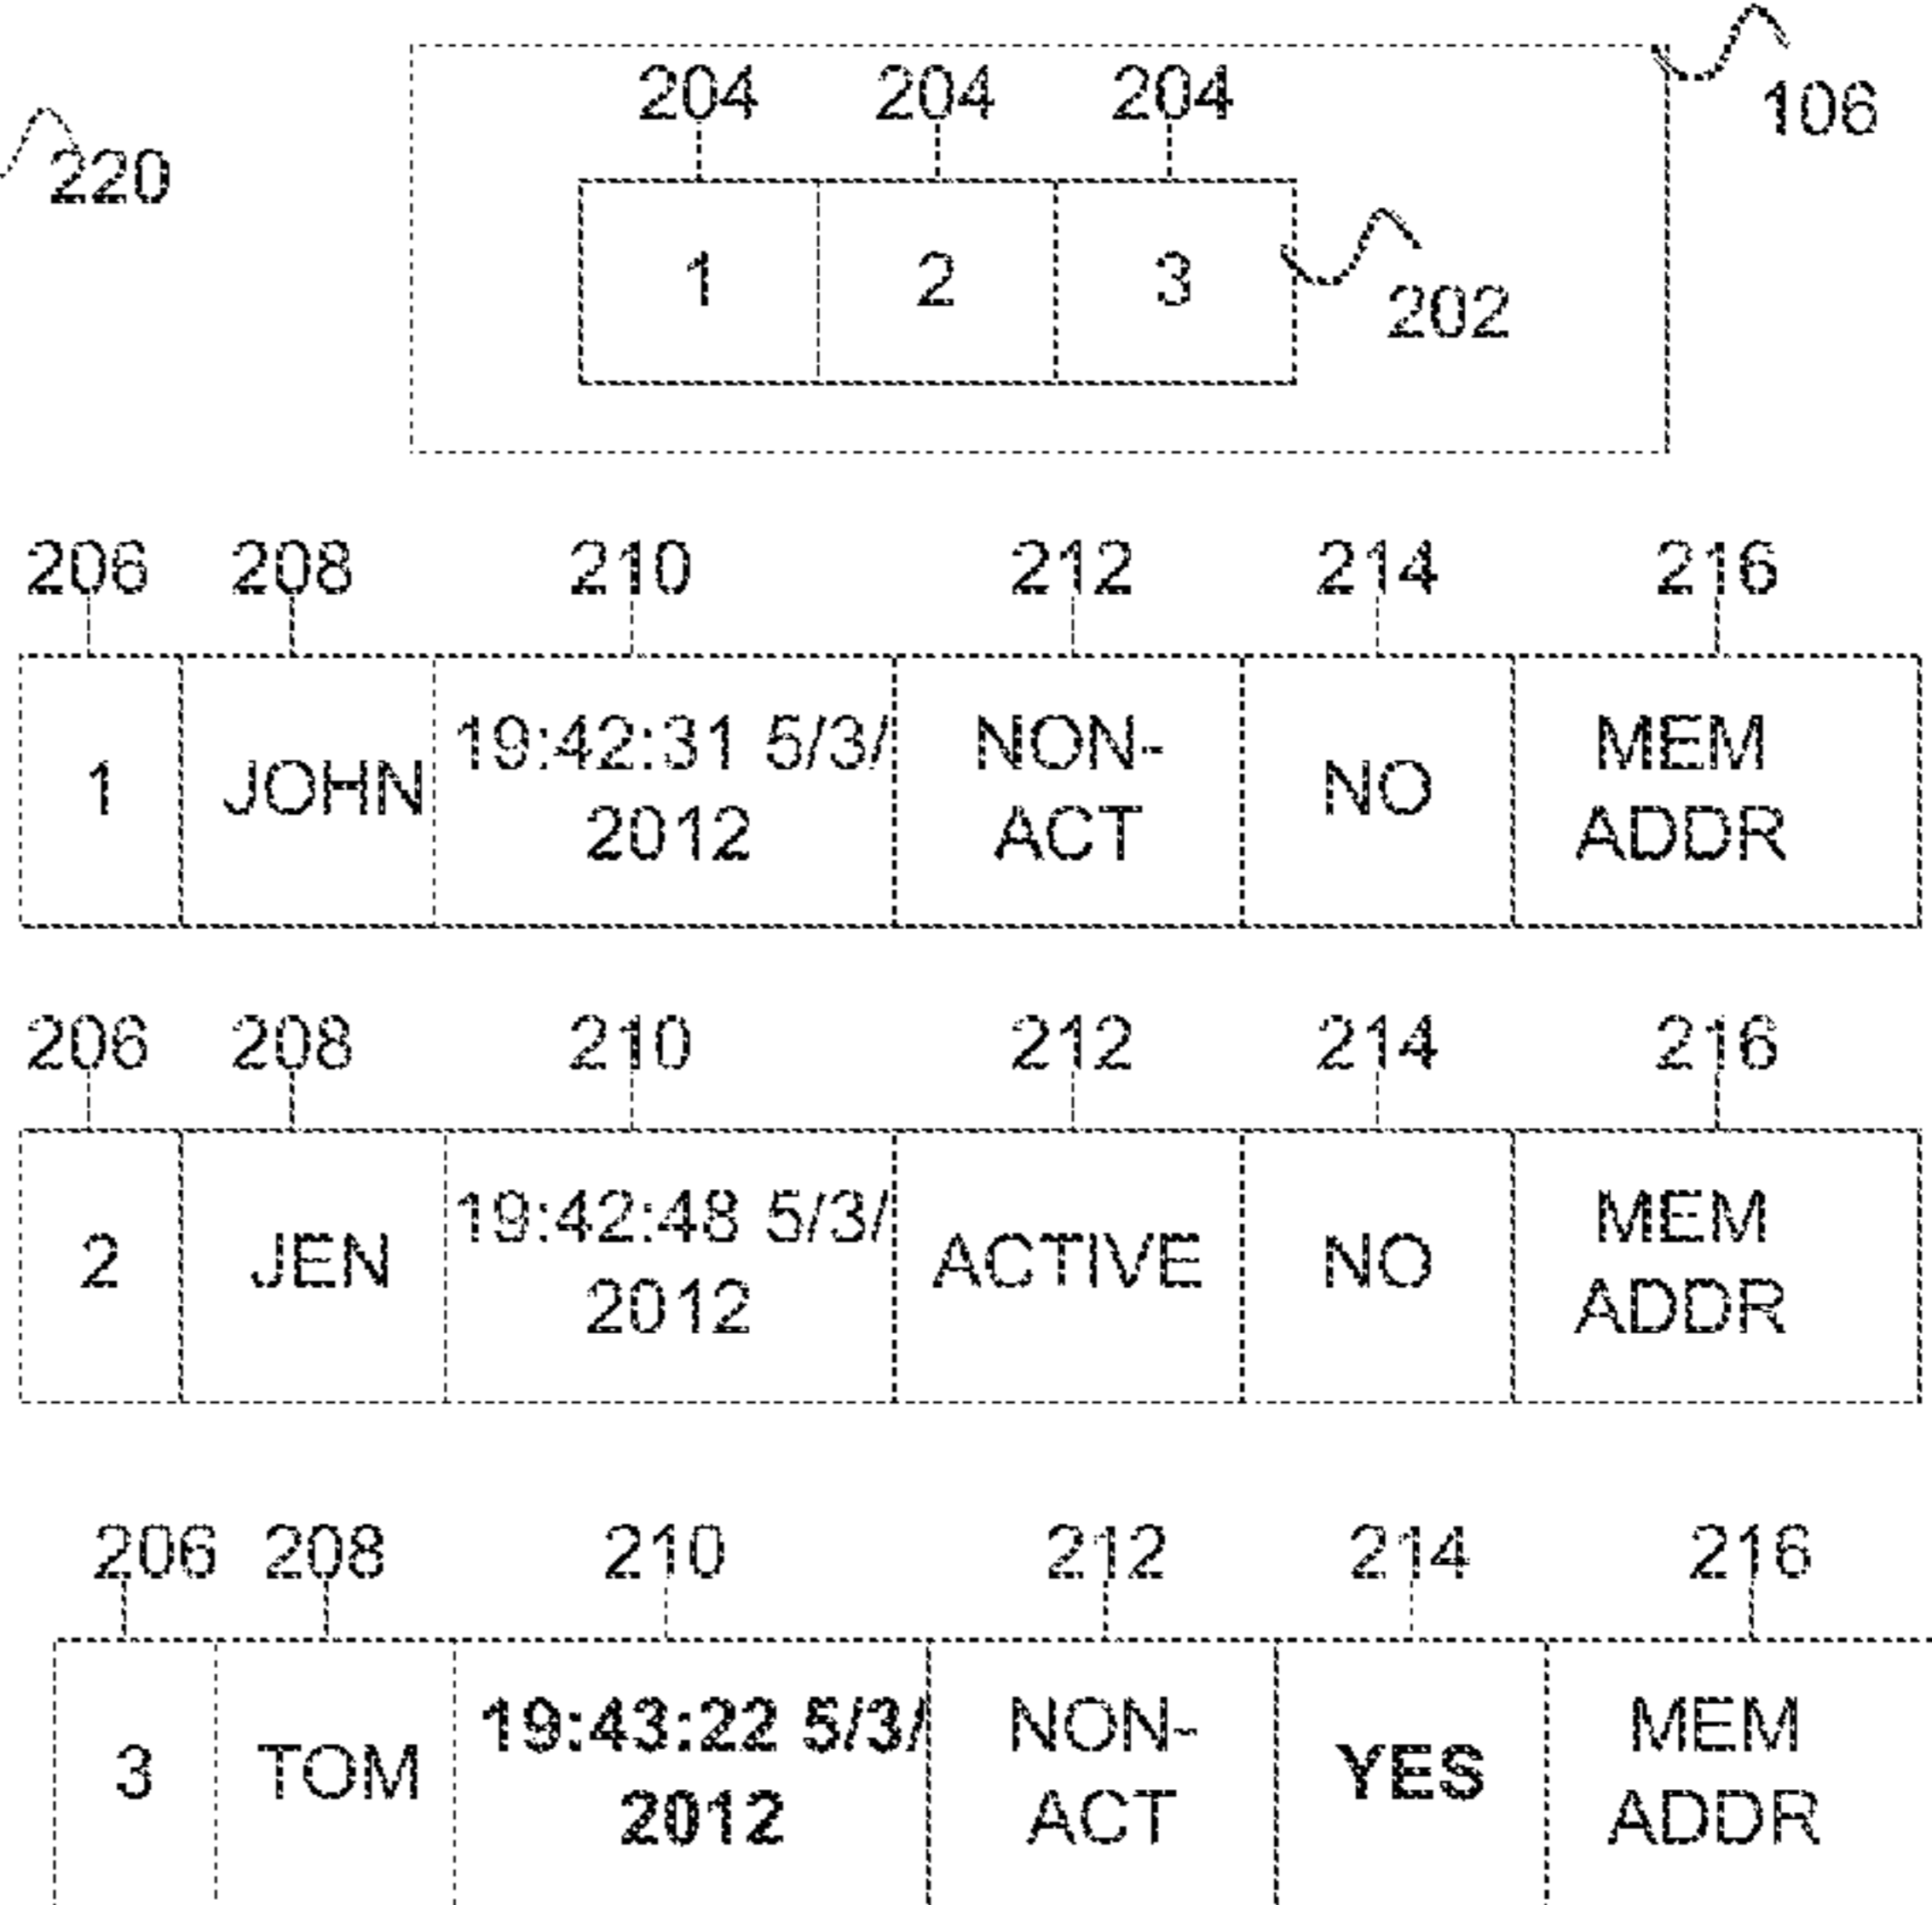 204 204 204
106
220
1 2 3
202
206 208 210 212 214 216
1 JOHN 19:42:31 5/3/ 2012 NON- ACT NO MEM ADDR
206 208 210 212 214 216
2 JEN 19:42:48 5/3/ 2012 ACTIVE NO MEM ADDR
206 208 210 212 214 216
3 TOM 19:43:22 5/3/ 2012 NON- ACT YES MEM ADDR